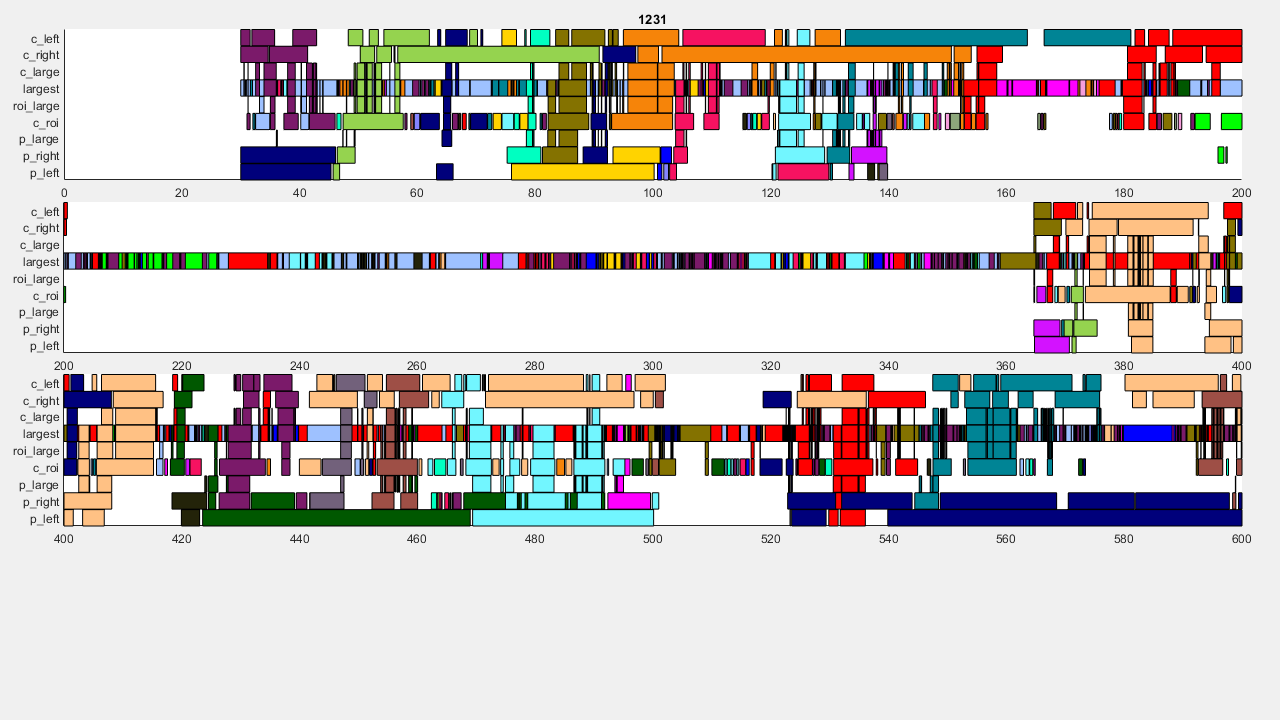 1231
c_left
c_right
c_large
largest
roi_large
c_roi
p_large
p_right
p_left
0 20 40 60 80 100 120 140 160 180 200
c_left
c_right
c_large
largest
roi_large
c_roi
p_large
p_right
p_left
200 220 240 260 280 300 320 340 360 380 400
c_left
c_right
c_large
largest
roi_large
c_roi
p_large
p_right
p_left
400 420 440 460 480 500 520 540 560 580 600